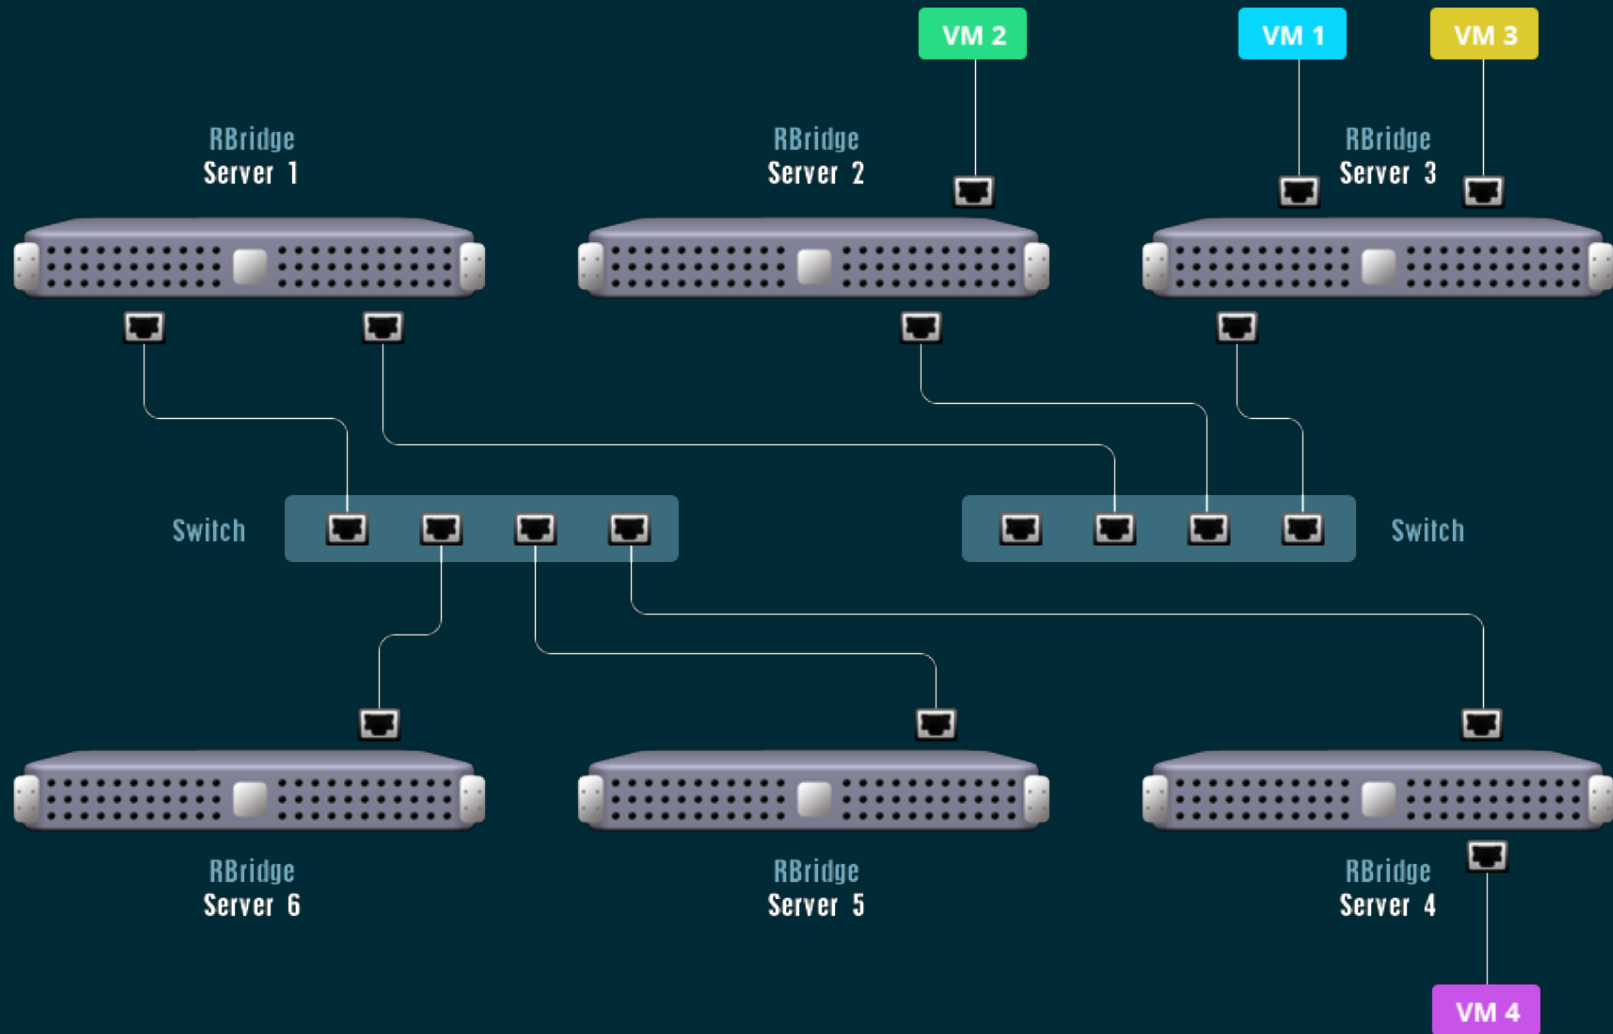 VM 2
VM 1
VM 3
RBridge
Server 1
RBridge
Server 2
RBridge
Server 3
Switch
Switch
RBridge
Server 6
RBridge
Server 5
RBridge
Server 4
VM 4